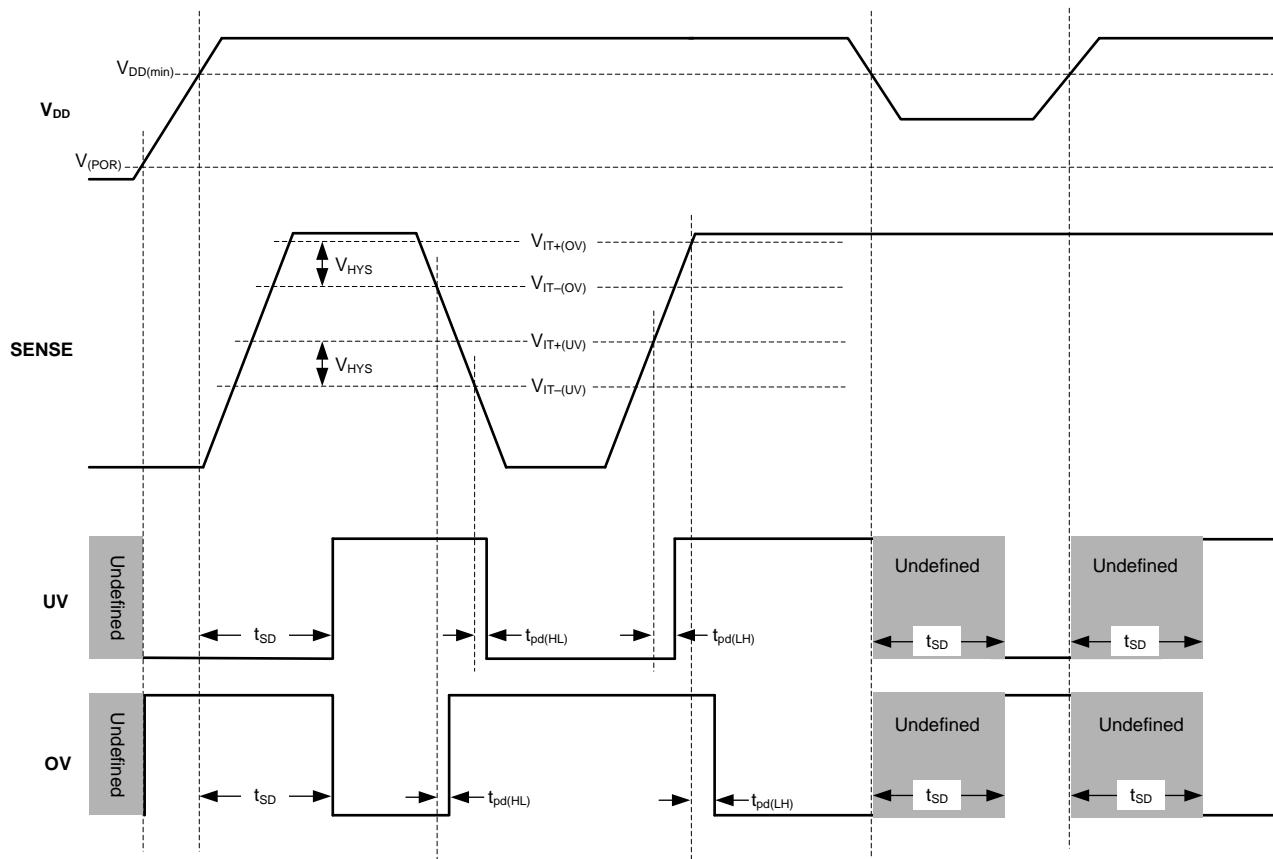 VDD(min)
VDD
V(POR)
VIT+(OV)
VHYS
VIT–(OV)
SENSE
VIT+(UV)
VHYS
VIT–(UV)
UV
Undefined
tSD
tpd(HL)
tpd(LH)
Undefined
tSD
Undefined
tSD
OV
Undefined
tSD
tpd(HL)
tpd(LH)
Undefined
tSD
Undefined
tSD